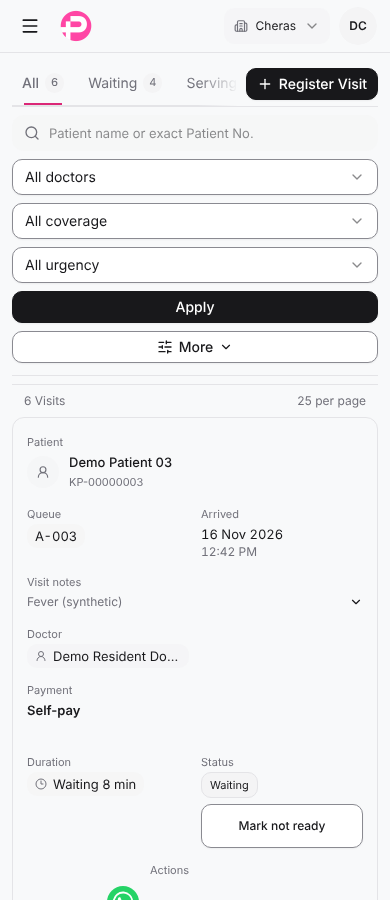 Cheras
DC
All 6
Waiting 4
Serving
+ Register Visit
Patient name or exact Patient No.
All doctors
All coverage
All urgency
Apply
More
6 Visits
25 per page
Patient
Demo Patient 03
KP-00000003
Queue
A-003
Arrived
16 Nov 2026
12:42 PM
Visit notes
Fever (synthetic)
Doctor
Demo Resident Do...
Payment
Self-pay
Duration
Waiting 8 min
Status
Waiting
Mark not ready
Actions